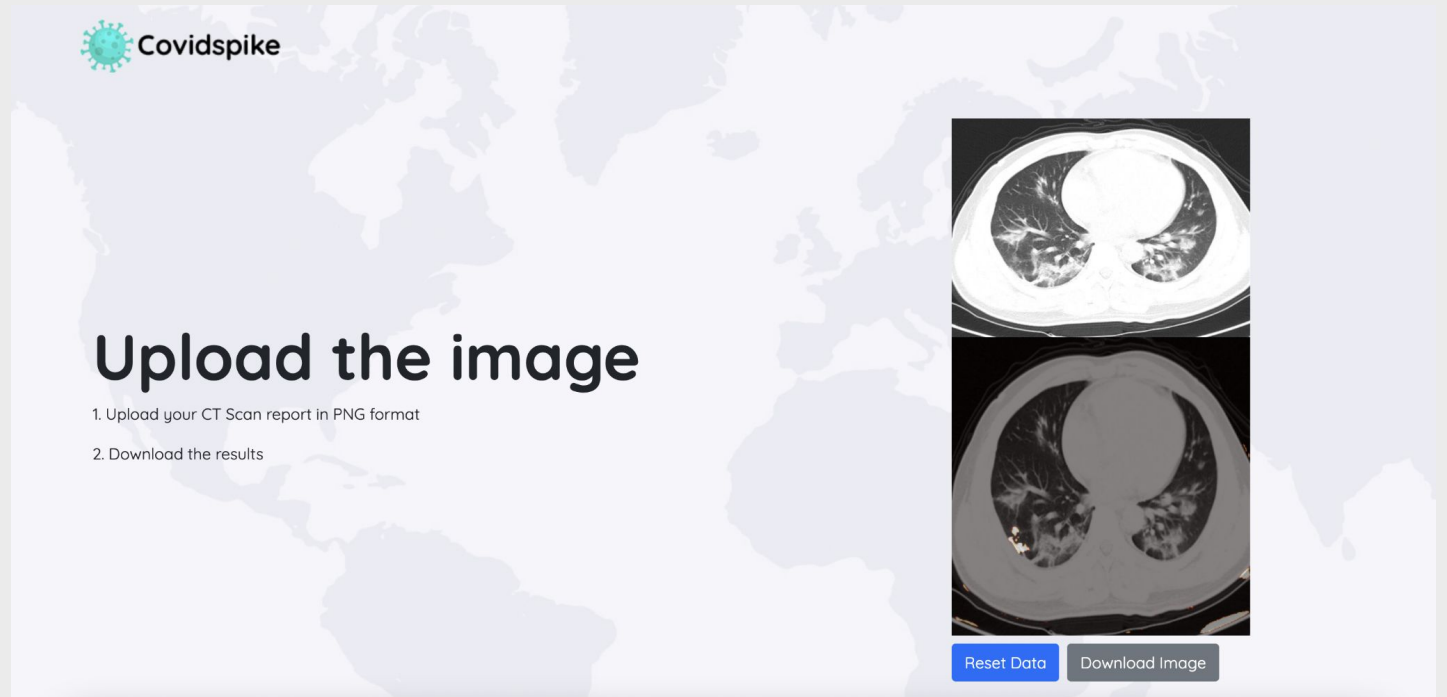 Covidspike
Upload the image
1. Upload your CT Scan report in PNG format
2. Download the results
Reset Data
Download Image